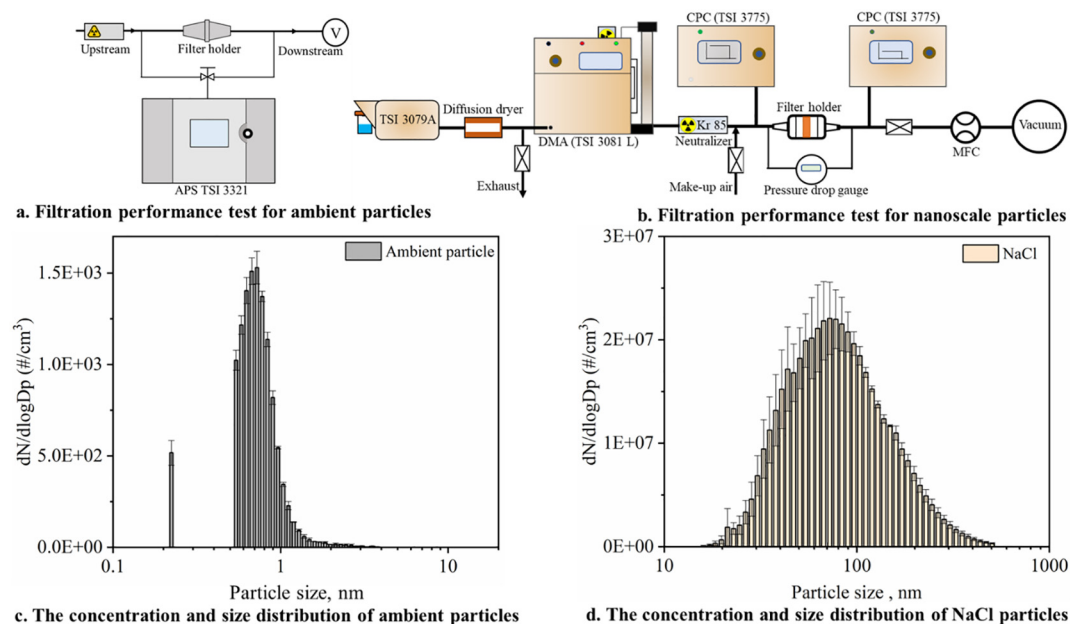 Upstream
Filter holder
Downstream
V
APS TSI 3321
a. Filtration performance test for ambient particles
TSI 3079A
Diffusion dryer
Exhaust
DMA (TSI 3081 L)
CPC (TSI 3775)
Kr 85
Neutralizer
Make-up air
Filter holder
Pressure drop gauge
CPC (TSI 3775)
MFC
Vacuum
b. Filtration performance test for nanoscale particles
dN/dlogDp (#/cm³)
1.5E+03
1.0E+03
5.0E+02
0.0E+00
Ambient particle
0.1
1
10
Particle size, nm
c. The concentration and size distribution of ambient particles
dN/dlogDp (#/cm³)
3E+07
2E+07
1E+07
0E+00
NaCl
10
100
1000
Particle size , nm
d. The concentration and size distribution of NaCl particles